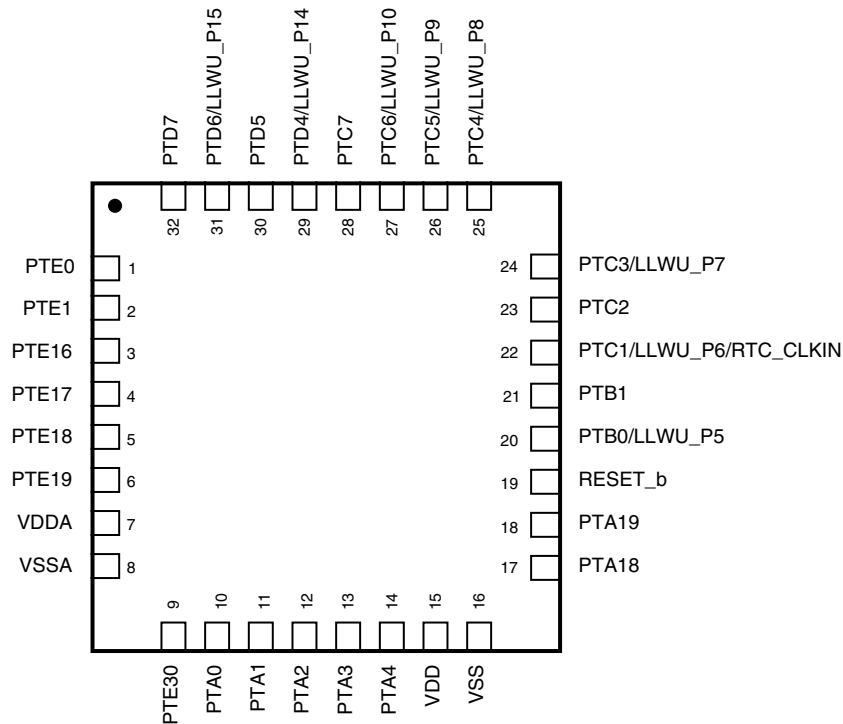 PTD7
PTD6/LLWU_P15
PTD5
PTD4/LLWU_P14
PTC7
PTC6/LLWU_P10
PTC5/LLWU_P9
PTC4/LLWU_P8
32
31
30
29
28
27
26
25
PTE0 1
PTE1 2
PTE16 3
PTE17 4
PTE18 5
PTE19 6
VDDA 7
VSSA 8
24 PTC3/LLWU_P7
23 PTC2
22 PTC1/LLWU_P6/RTC_CLKIN
21 PTB1
20 PTB0/LLWU_P5
19 RESET_b
18 PTA19
17 PTA18
9
10
11
12
13
14
15
16
PTE30
PTA0
PTA1
PTA2
PTA3
PTA4
VDD
VSS